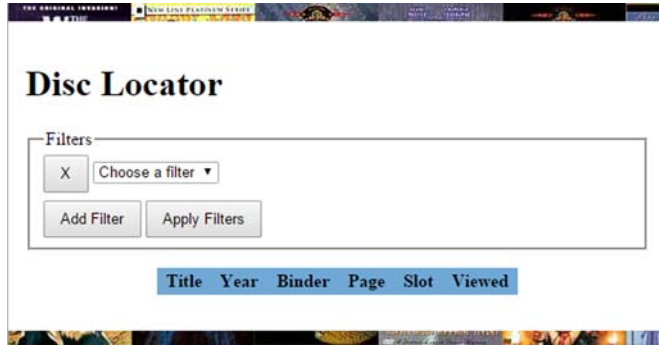 THE ORIGINAL INVASION!
NEW LINE PLATINUM SERIES
THE
Disc Locator
Filters
X Choose a filter
Add Filter Apply Filters
Title Year Binder Page Slot Viewed